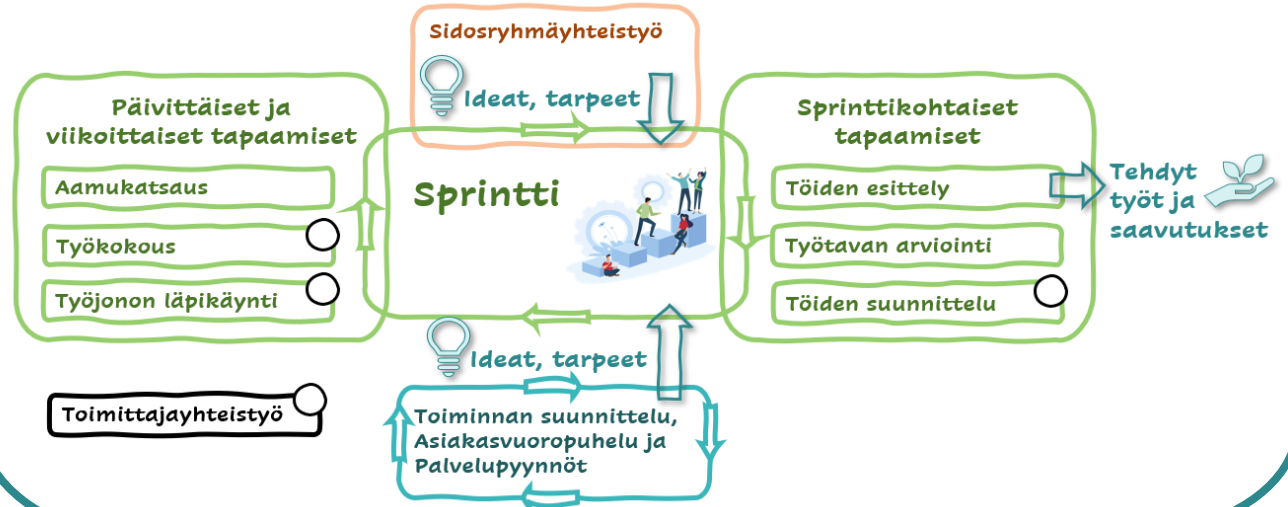 Sidosryhmäyhteistyö
Ideat, tarpeet
Päivittäiset ja
viikoittaiset tapaamiset
Aamukatsaus
Työkokous
Työjonon läpikäynti
Sprintti
Sprinttikohtaiset
tapaamiset
Töiden esittely
Työtavan arviointi
Töiden suunnittelu
Tehdyt
työt ja
saavutukset
Ideat, tarpeet
Toiminnan suunnittelu,
Asiakasvuoropuhelu ja
Palvelupyynnöt
Toimittajayhteistyö